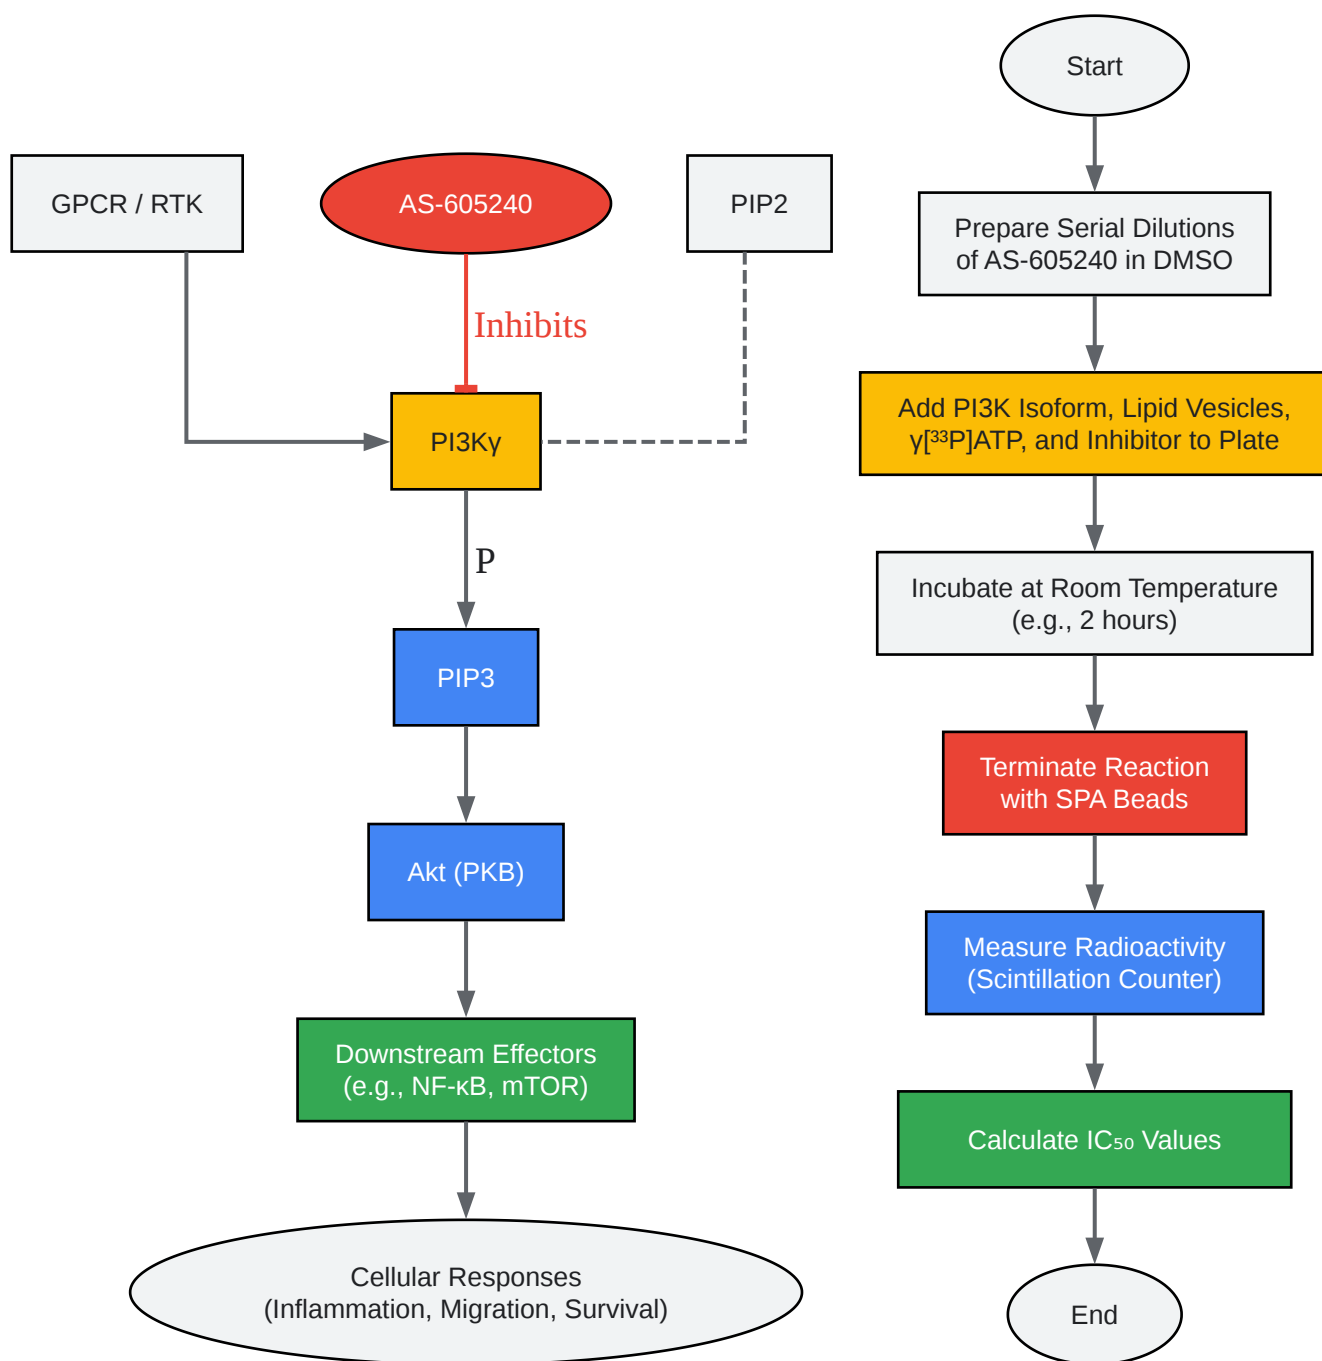 GPCR / RTK
AS-605240
PIP2
Inhibits
PI3Kγ
P
PIP3
Akt (PKB)
Downstream Effectors
(e.g., NF-κB, mTOR)
Cellular Responses
(Inflammation, Migration, Survival)
Start
Prepare Serial Dilutions
of AS-605240 in DMSO
Add PI3K Isoform, Lipid Vesicles,
γ[³³P]ATP, and Inhibitor to Plate
Incubate at Room Temperature
(e.g., 2 hours)
Terminate Reaction
with SPA Beads
Measure Radioactivity
(Scintillation Counter)
Calculate IC₅₀ Values
End